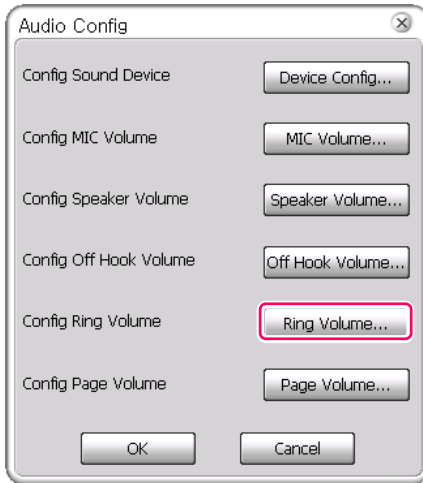 Audio Config
Config Sound Device Device Config...
Config MIC Volume MIC Volume...
Config Speaker Volume Speaker Volume...
Config Off Hook Volume Off Hook Volume...
Config Ring Volume Ring Volume...
Config Page Volume Page Volume...
OK Cancel